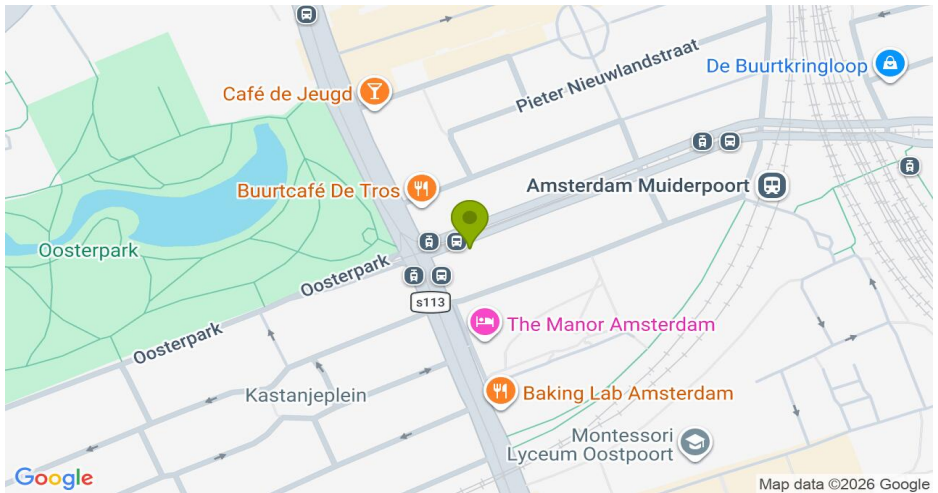 De Buurtkringloop
Pieter Nieuwlandstraat
Café de Jeugd
Amsterdam Muiderpoort
Buurtcafé De Tros
Oosterpark
Oosterpark
s113
The Manor Amsterdam
Oosterpark
Kastanjeplein
Baking Lab Amsterdam
Montessori
Lyceum Oostpoort
Google
Map data ©2026 Google